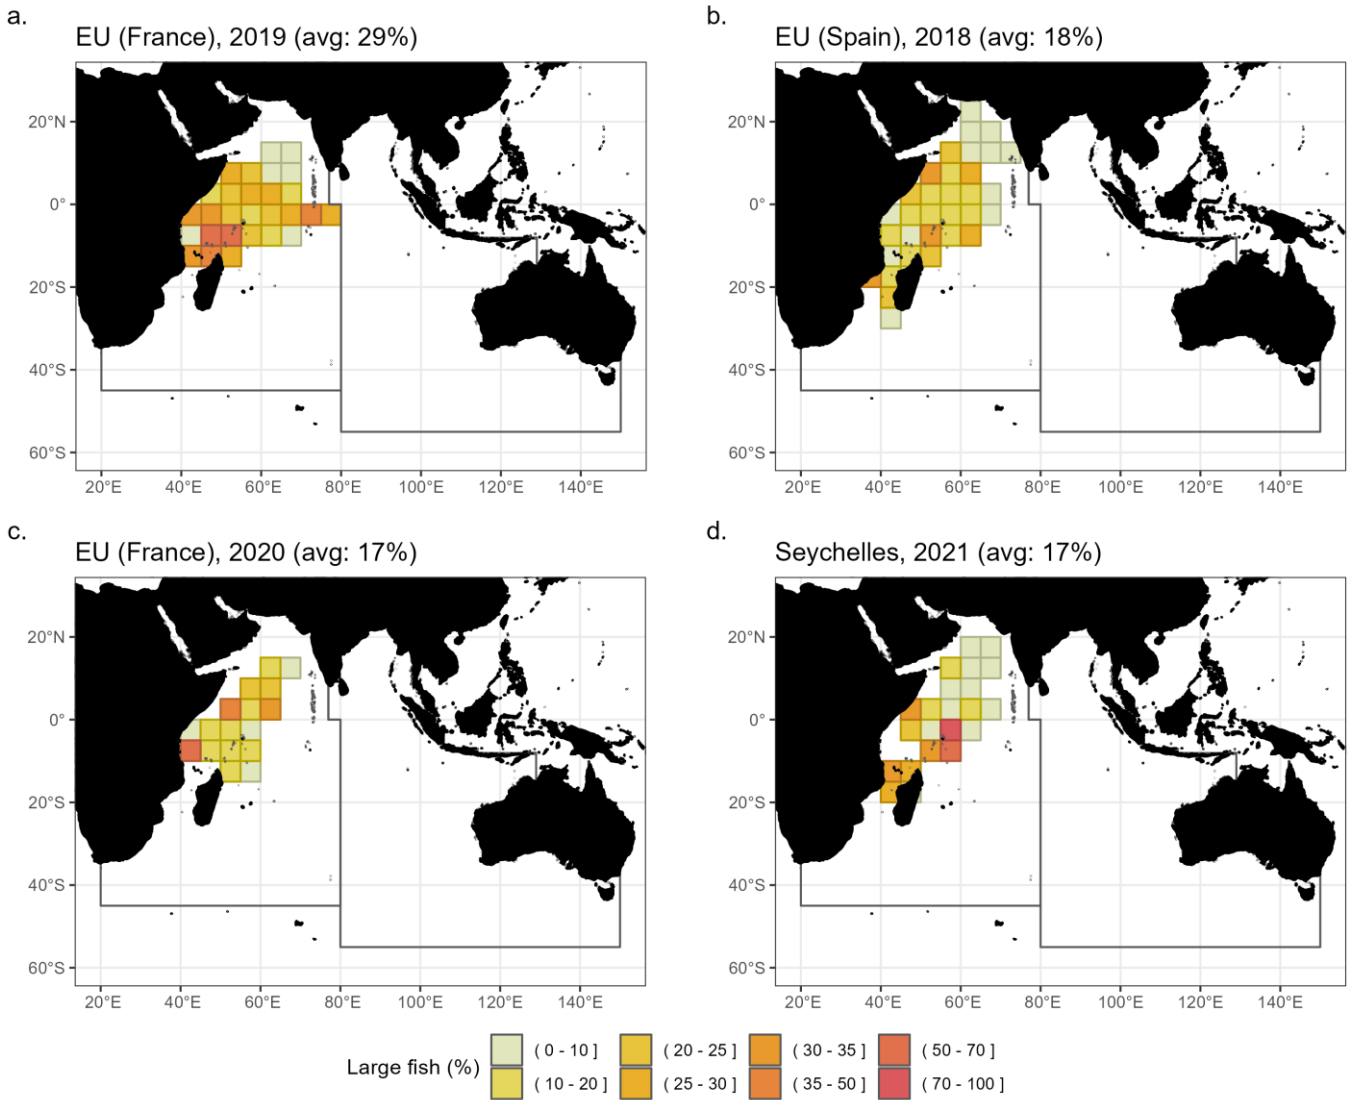 a.
EU (France), 2019 (avg: 29%)
20°N
0°
20°S
40°S
60°S
20°E 40°E 60°E 80°E 100°E 120°E 140°E
b.
EU (Spain), 2018 (avg: 18%)
20°N
0°
20°S
40°S
60°S
20°E 40°E 60°E 80°E 100°E 120°E 140°E
c.
EU (France), 2020 (avg: 17%)
20°N
0°
20°S
40°S
60°S
20°E 40°E 60°E 80°E 100°E 120°E 140°E
d.
Seychelles, 2021 (avg: 17%)
20°N
0°
20°S
40°S
60°S
20°E 40°E 60°E 80°E 100°E 120°E 140°E
Large fish (%)
( 0 - 10 ] ( 20 - 25 ] ( 30 - 35 ] ( 50 - 70 ]
( 10 - 20 ] ( 25 - 30 ] ( 35 - 50 ] ( 70 - 100 ]